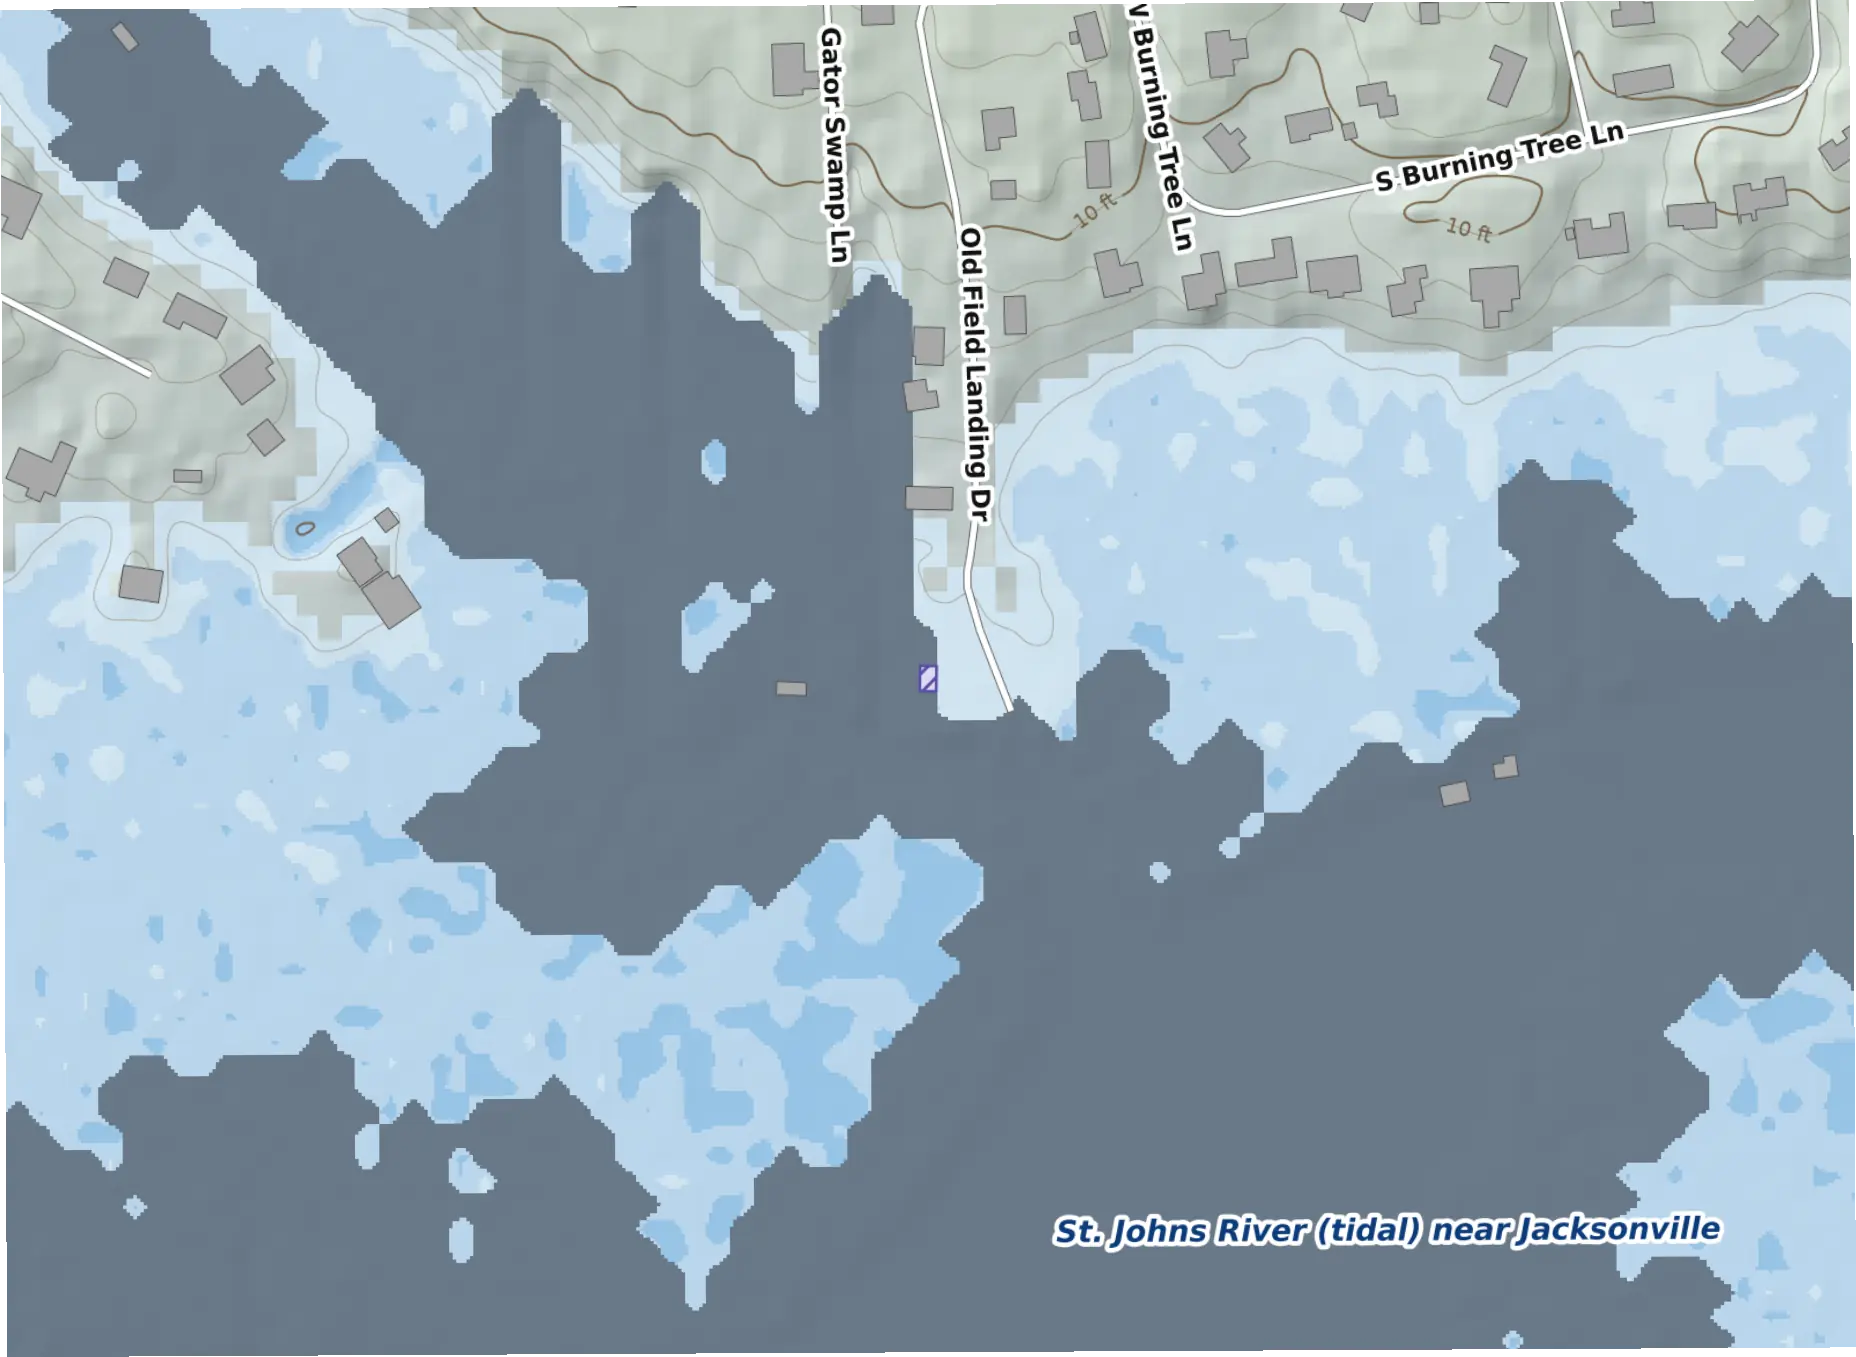 Gator Swamp Ln
Burning Tree Ln
S Burning Tree Ln
10 ft
10 ft
Old Field Landing Dr
St. Johns River (tidal) near Jacksonville